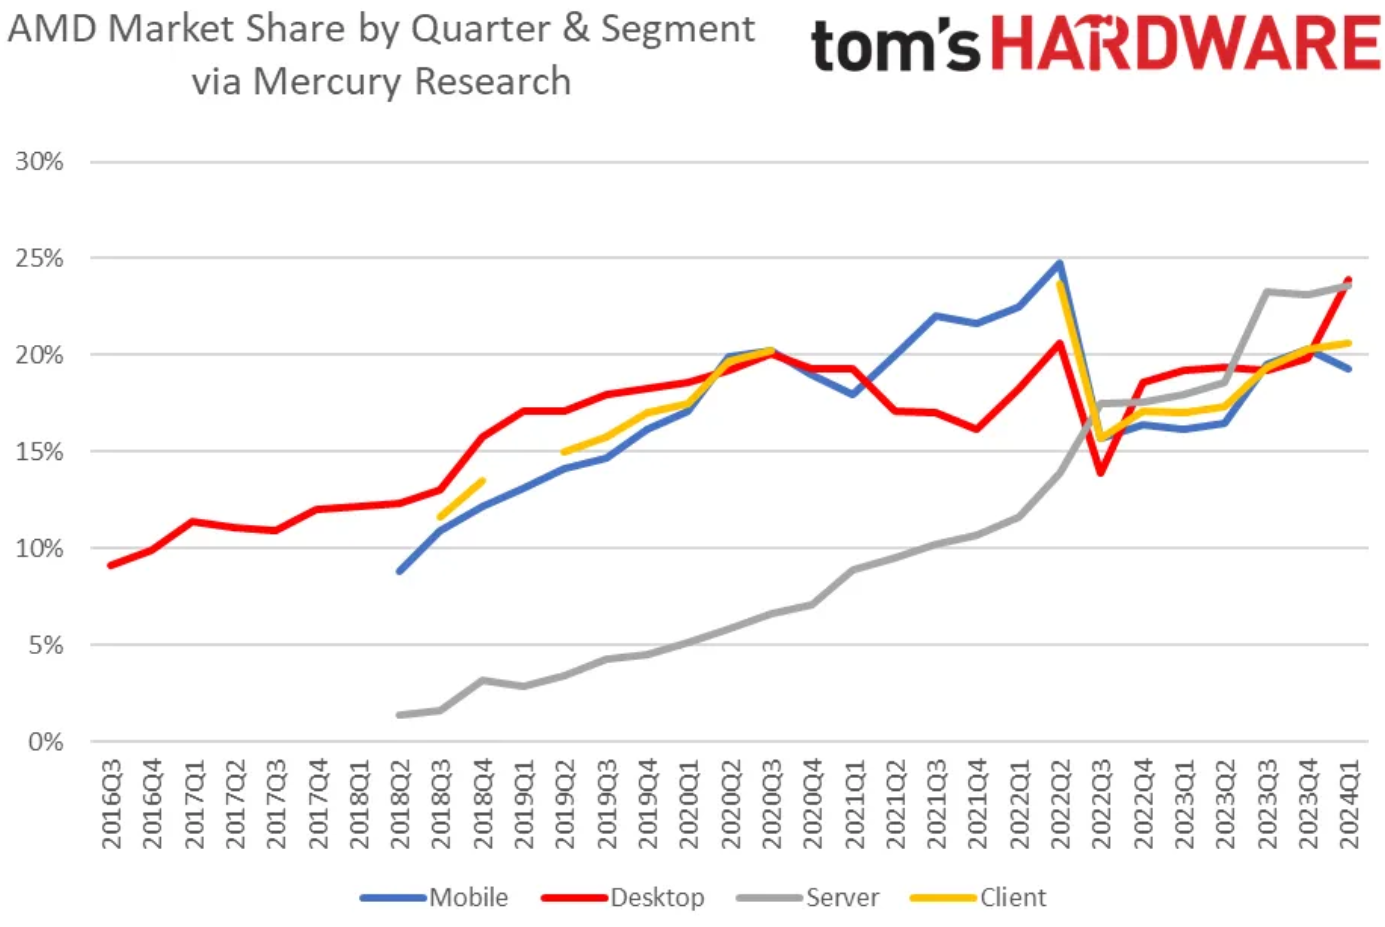 AMD Market Share by Quarter & Segment
via Mercury Research
tom's HARDWARE
30%
25%
20%
15%
10%
5%
0%
2016Q3
2016Q4
2017Q1
2017Q2
2017Q3
2017Q4
2018Q1
2018Q2
2018Q3
2018Q4
2019Q1
2019Q2
2019Q3
2019Q4
2020Q1
2020Q2
2020Q3
2020Q4
2021Q1
2021Q2
2021Q3
2021Q4
2022Q1
2022Q2
2022Q3
2022Q4
2023Q1
2023Q2
2023Q3
2023Q4
2024Q1
Mobile Desktop Server Client